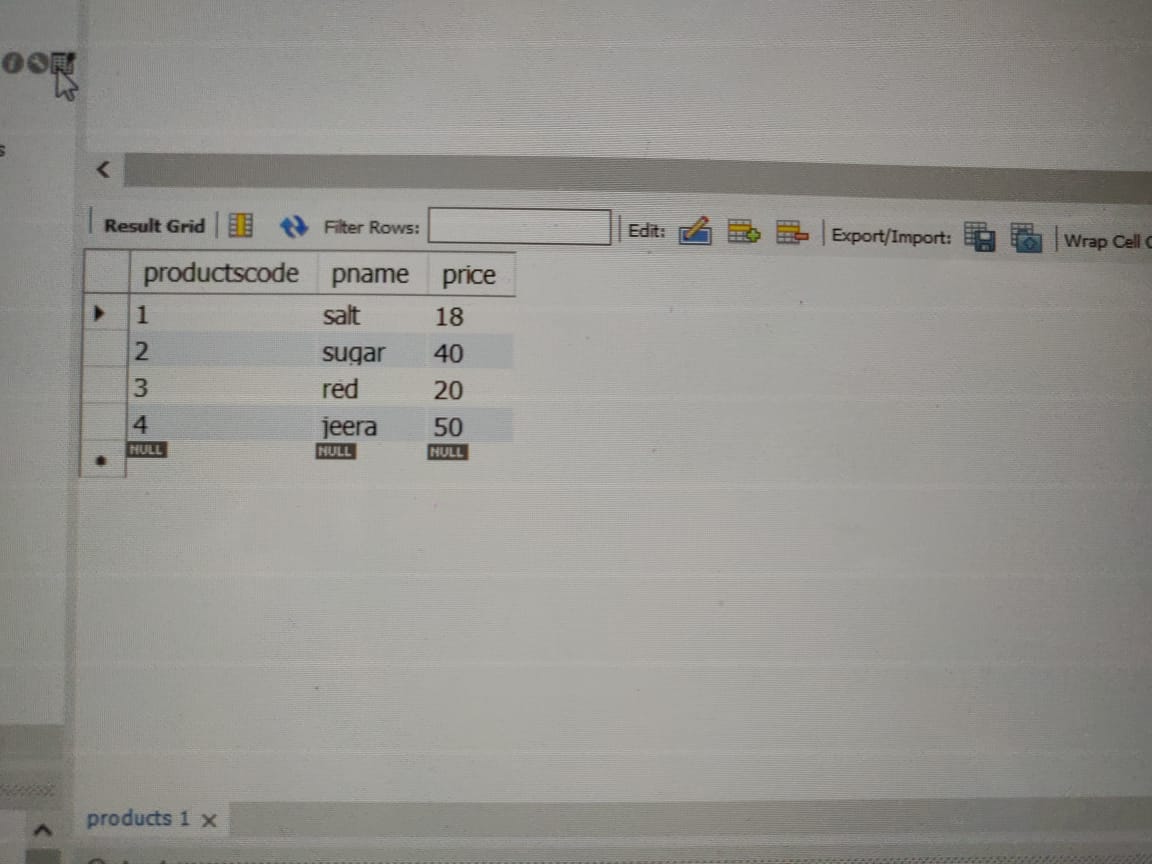 Result Grid Filter Rows: Edit: Export/Import: Wrap Cell
productscode pname price
1 salt 18
2 sugar 40
3 red 20
4 jeera 50
NULL NULL NULL
products 1